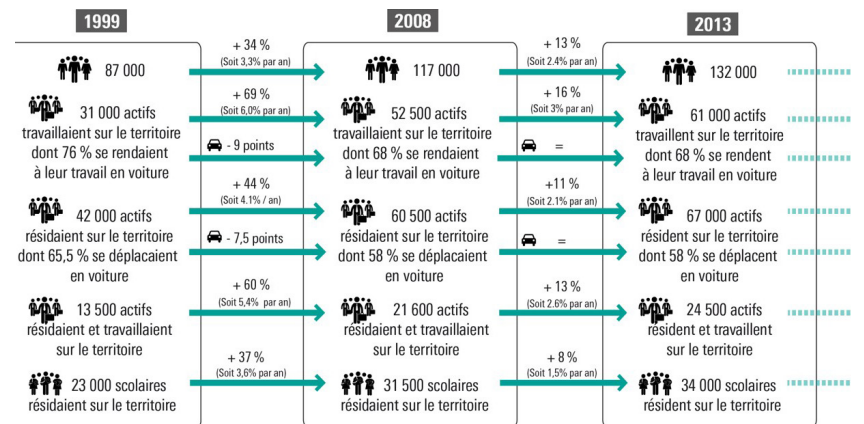 1999
87 000
31 000 actifs
travaillaient sur le territoire
dont 76 % se rendaient
à leur travail en voiture
42 000 actifs
résidaient sur le territoire
dont 65,5 % se déplacaient
en voiture
13 500 actifs
résidaient et travaillaient
sur le territoire
23 000 scolaires
résidaient sur le territoire
+ 34 %
(Soit 3,3% par an)
+ 69 %
(Soit 6,0% par an)
- 9 points
+ 44 %
(Soit 4.1% / an)
- 7,5 points
+ 60 %
(Soit 5,4% par an)
+ 37 %
(Soit 3,6% par an)
2008
117 000
52 500 actifs
travaillaient sur le territoire
dont 68 % se rendaient
à leur travail en voiture
60 500 actifs
résidaient sur le territoire
dont 58 % se déplacaient
en voiture
21 600 actifs
résidaient et travaillaient
sur le territoire
31 500 scolaires
résidaient sur le territoire
+ 13 %
(Soit 2.4% par an)
+ 16 %
(Soit 3% par an)
=
+11 %
(Soit 2.1% par an)
=
+ 13 %
(Soit 2.6% par an)
+ 8 %
(Soit 1,5% par an)
2013
132 000
61 000 actifs
travaillent sur le territoire
dont 68 % se rendent
à leur travail en voiture
67 000 actifs
résident sur le territoire
dont 58 % se déplacent
en voiture
24 500 actifs
résident et travaillent
sur le territoire
34 000 scolaires
résident sur le territoire